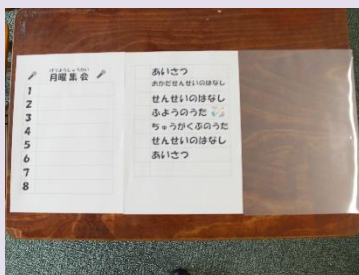 げつようしゅうかい
月曜集会
1
2
3
4
5
6
7
8
あいさつ
おかだせんせいのはなし
せんせいのはなし
ふようのうた
ちゅうがくぶのうた
せんせいのはなし
あいさつ